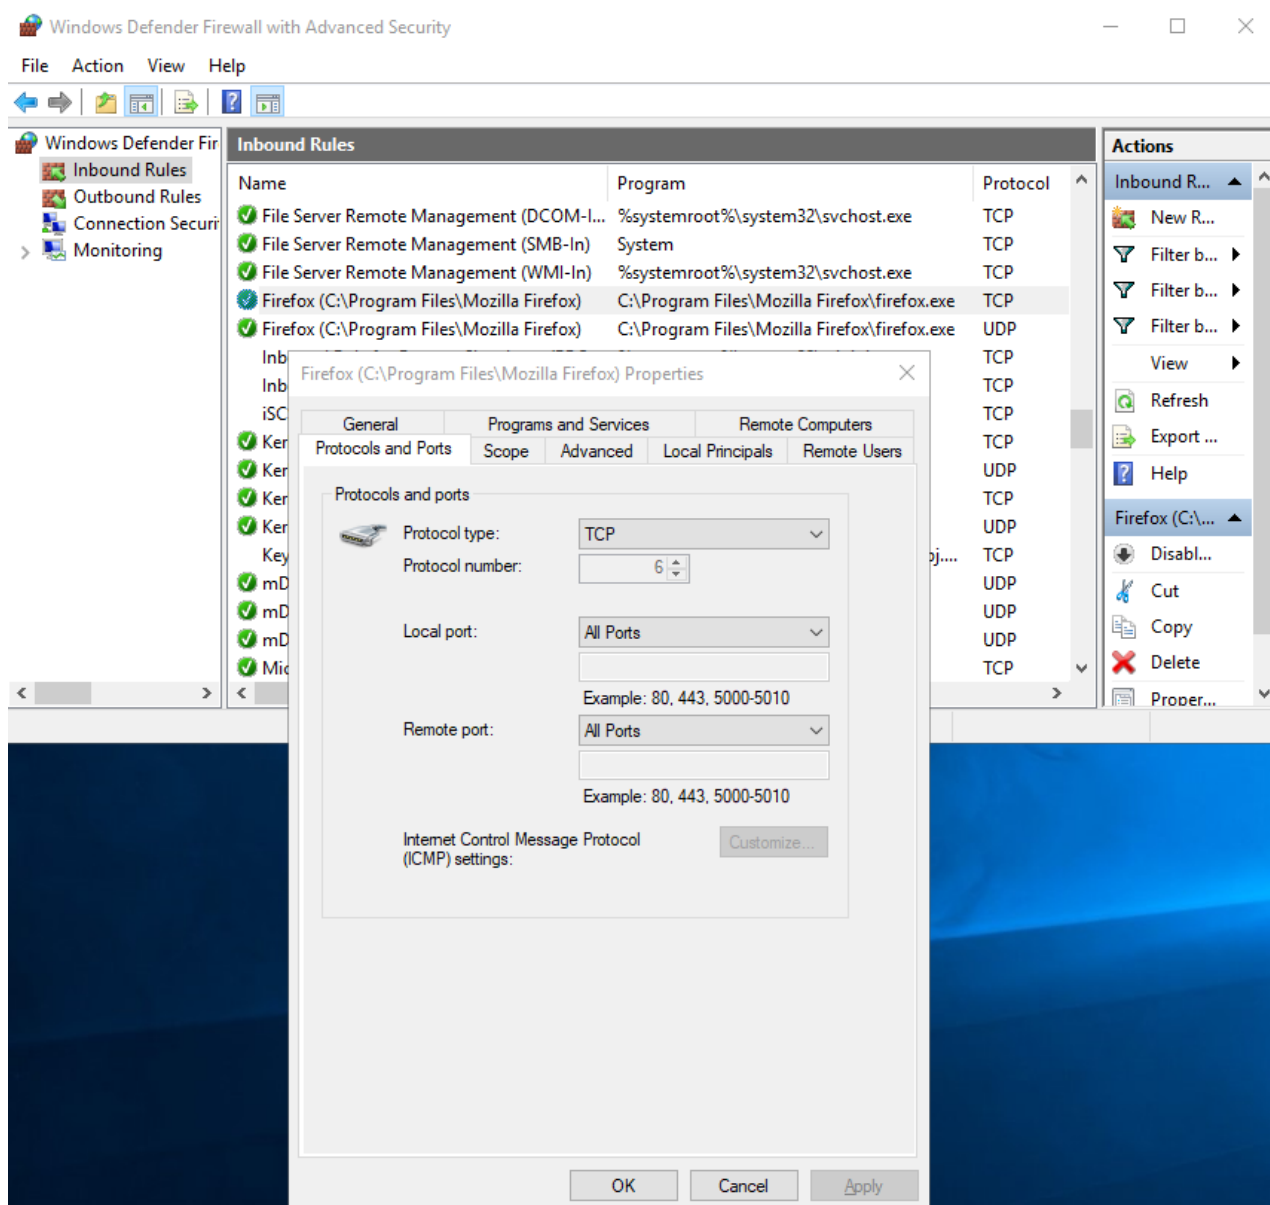 Windows Defender Firewall with Advanced Security
File Action View Help
Windows Defender Fir
Inbound Rules
Outbound Rules
Connection Securi
Monitoring
Inbound Rules
Name Program Protocol
File Server Remote Management (DCOM-I... %systemroot%\system32\svchost.exe TCP
File Server Remote Management (SMB-In) System TCP
File Server Remote Management (WMI-In) %systemroot%\system32\svchost.exe TCP
Firefox (C:\Program Files\Mozilla Firefox) C:\Program Files\Mozilla Firefox\firefox.exe TCP
Firefox (C:\Program Files\Mozilla Firefox) C:\Program Files\Mozilla Firefox\firefox.exe UDP
Inb TCP
Inb TCP
iSC TCP
Ker TCP
Ker UDP
Ker TCP
Ker UDP
Key oj.... TCP
mD UDP
mD UDP
mD UDP
Mic TCP
Actions
Inbound R...
New R...
Filter b...
Filter b...
Filter b...
View
Refresh
Export ...
Help
Firefox (C:\...
Disabl...
Cut
Copy
Delete
Proper...
Firefox (C:\Program Files\Mozilla Firefox) Properties
General Programs and Services Remote Computers
Protocols and Ports Scope Advanced Local Principals Remote Users
Protocols and ports
Protocol type: TCP
Protocol number: 6
Local port: All Ports
Example: 80, 443, 5000-5010
Remote port: All Ports
Example: 80, 443, 5000-5010
Internet Control Message Protocol
(ICMP) settings:
Customize...
OK Cancel Apply